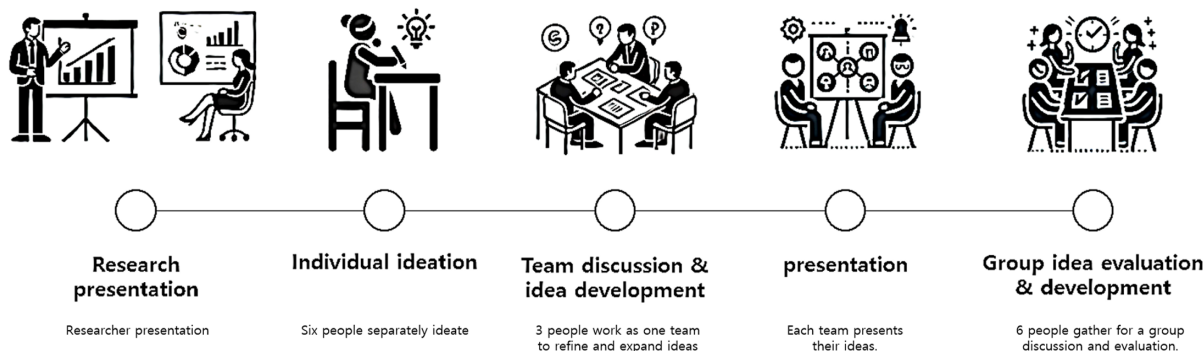 Research
presentation
Researcher presentation
Individual ideation
Six people separately ideate
Team discussion &
idea development
3 people work as one team
to refine and expand ideas
presentation
Each team presents
their ideas.
Group idea evaluation
& development
6 people gather for a group
discussion and evaluation.